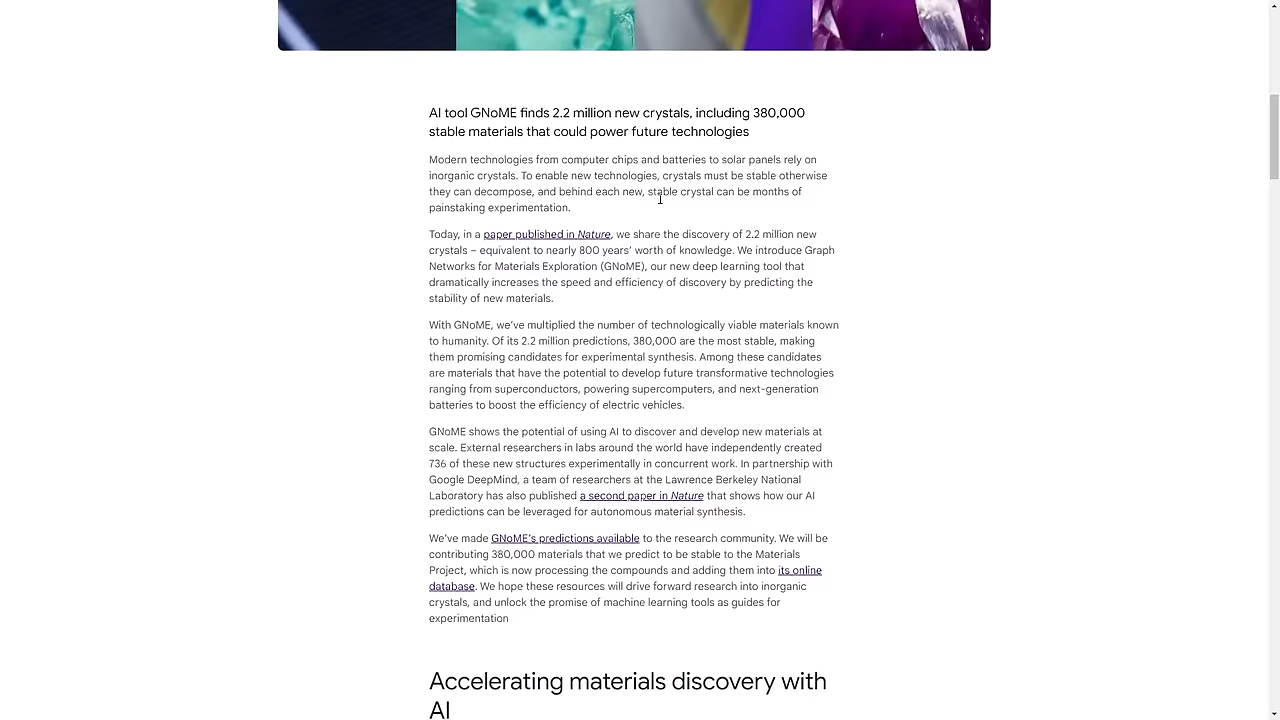 AI tool GNoME finds 2.2 million new crystals, including 380,000
stable materials that could power future technologies
Modern technologies from computer chips and batteries to solar panels rely on
inorganic crystals. To enable new technologies, crystals must be stable otherwise
they can decompose, and behind each new, stable crystal can be months of
painstaking experimentation.
Today, in a paper published in Nature, we share the discovery of 2.2 million new
crystals – equivalent to nearly 800 years’ worth of knowledge. We introduce Graph
Networks for Materials Exploration (GNoME), our new deep learning tool that
dramatically increases the speed and efficiency of discovery by predicting the
stability of new materials.
With GNoME, we’ve multiplied the number of technologically viable materials known
to humanity. Of its 2.2 million predictions, 380,000 are the most stable, making
them promising candidates for experimental synthesis. Among these candidates
are materials that have the potential to develop future transformative technologies
ranging from superconductors, powering supercomputers, and next-generation
batteries to boost the efficiency of electric vehicles.
GNoME shows the potential of using AI to discover and develop new materials at
scale. External researchers in labs around the world have independently created
736 of these new structures experimentally in concurrent work. In partnership with
Google DeepMind, a team of researchers at the Lawrence Berkeley National
Laboratory has also published a second paper in Nature that shows how our AI
predictions can be leveraged for autonomous material synthesis.
We’ve made GNoME’s predictions available to the research community. We will be
contributing 380,000 materials that we predict to be stable to the Materials
Project, which is now processing the compounds and adding them into its online
database. We hope these resources will drive forward research into inorganic
crystals, and unlock the promise of machine learning tools as guides for
experimentation
Accelerating materials discovery with
AI